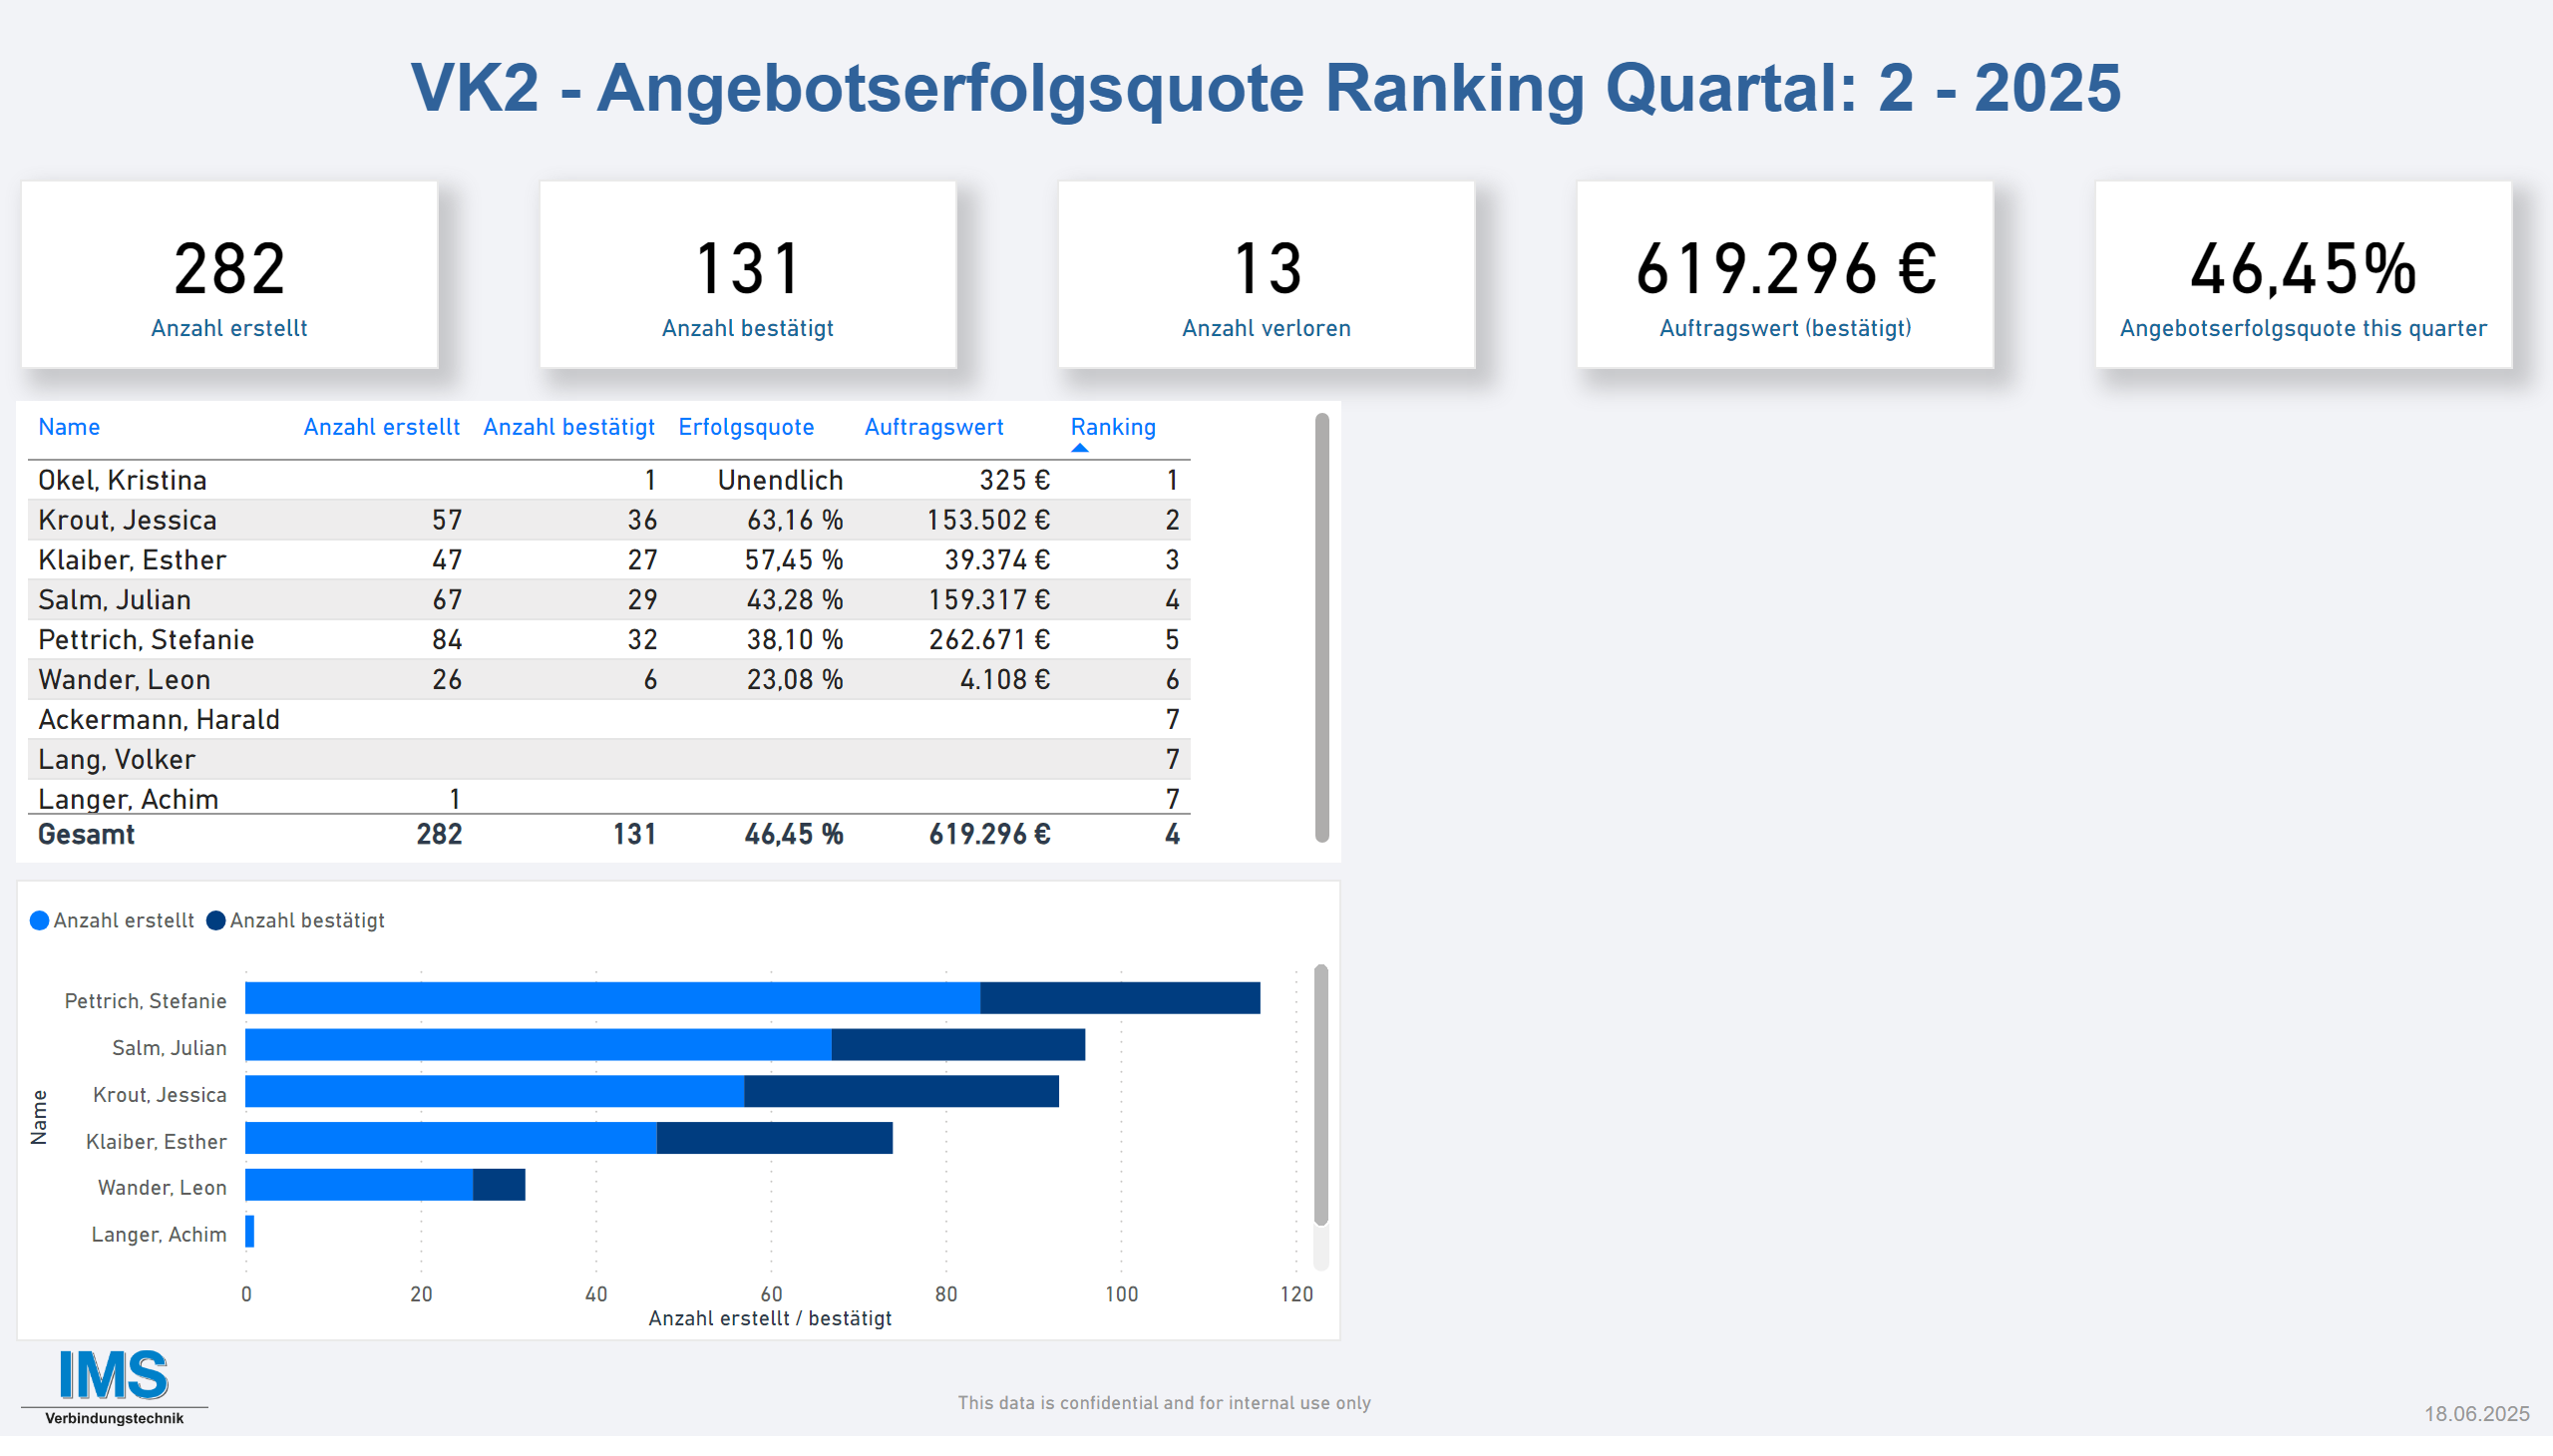 VK2 - Angebotserfolgsquote Ranking Quartal: 2 - 2025
282
Anzahl erstellt
131
Anzahl bestätigt
13
Anzahl verloren
619.296 €
Auftragswert (bestätigt)
46,45%
Angebotserfolgsquote this quarter
Name Anzahl erstellt Anzahl bestätigt Erfolgsquote Auftragswert Ranking
Okel, Kristina 1 Unendlich 325 € 1
Krout, Jessica 57 36 63,16 % 153.502 € 2
Klaiber, Esther 47 27 57,45 % 39.374 € 3
Salm, Julian 67 29 43,28 % 159.317 € 4
Pettrich, Stefanie 84 32 38,10 % 262.671 € 5
Wander, Leon 26 6 23,08 % 4.108 € 6
Ackermann, Harald 7
Lang, Volker 7
Langer, Achim 1 7
Gesamt 282 131 46,45 % 619.296 € 4
Anzahl erstellt Anzahl bestätigt
Name
Pettrich, Stefanie
Salm, Julian
Krout, Jessica
Klaiber, Esther
Wander, Leon
Langer, Achim
0 20 40 60 80 100 120
Anzahl erstellt / bestätigt
IMS
Verbindungstechnik
This data is confidential and for internal use only
18.06.2025